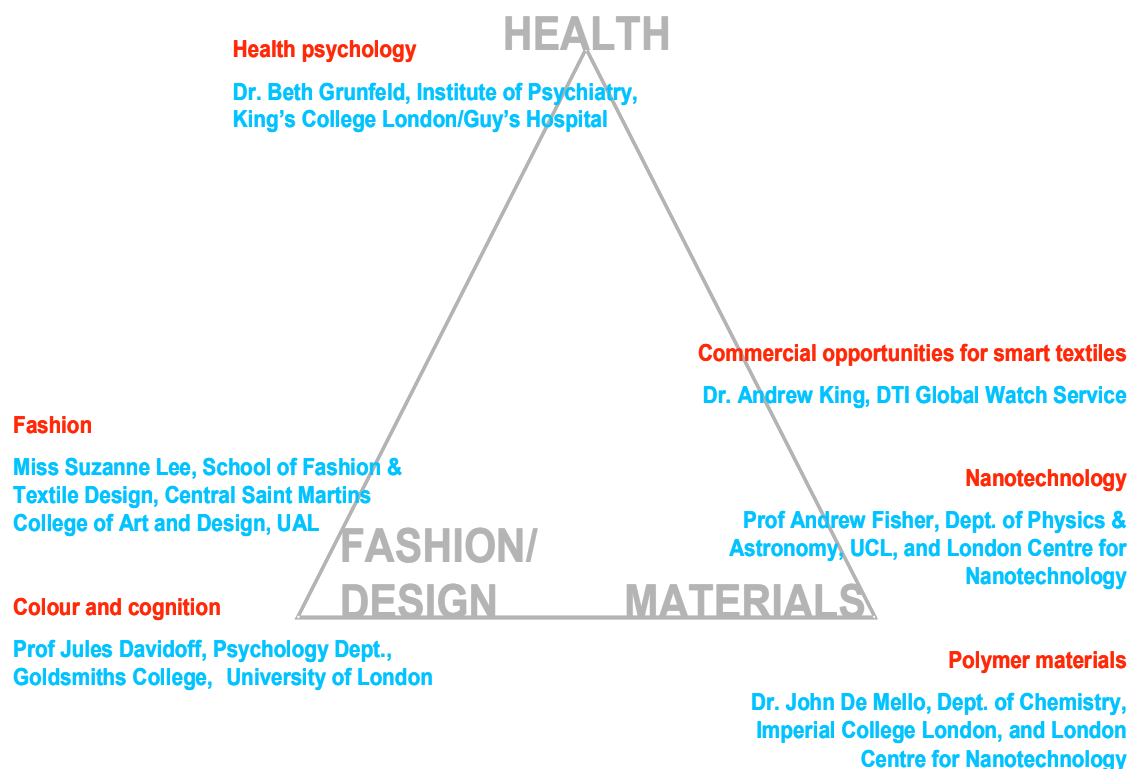 HEALTH
Health psychology
Dr. Beth Grunfeld, Institute of Psychiatry,
King's College London/Guy's Hospital
Commercial opportunities for smart textiles
Dr. Andrew King, DTI Global Watch Service
Fashion
Miss Suzanne Lee, School of Fashion &
Textile Design, Central Saint Martins
College of Art and Design, UAL
Nanotechnology
Prof Andrew Fisher, Dept. of Physics &
Astronomy, UCL, and London Centre for
Nanotechnology
FASHION/
DESIGN
MATERIALS
Colour and cognition
Prof Jules Davidoff, Psychology Dept.,
Goldsmiths College, University of London
Polymer materials
Dr. John De Mello, Dept. of Chemistry,
Imperial College London, and London
Centre for Nanotechnology